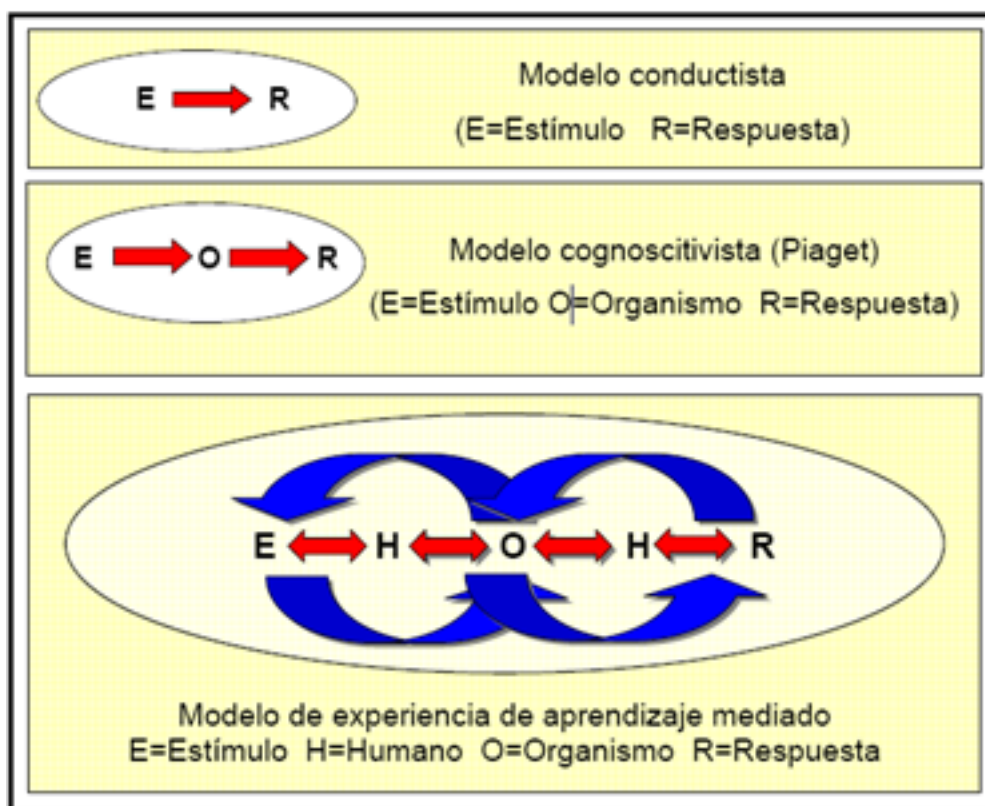 E R
Modelo conductista
(E=Estímulo R=Respuesta)
E O R
Modelo cognoscitivista (Piaget)
(E=Estímulo O=Organismo R=Respuesta)
E H O H R
Modelo de experiencia de aprendizaje mediado
E=Estímulo H=Humano O=Organismo R=Respuesta